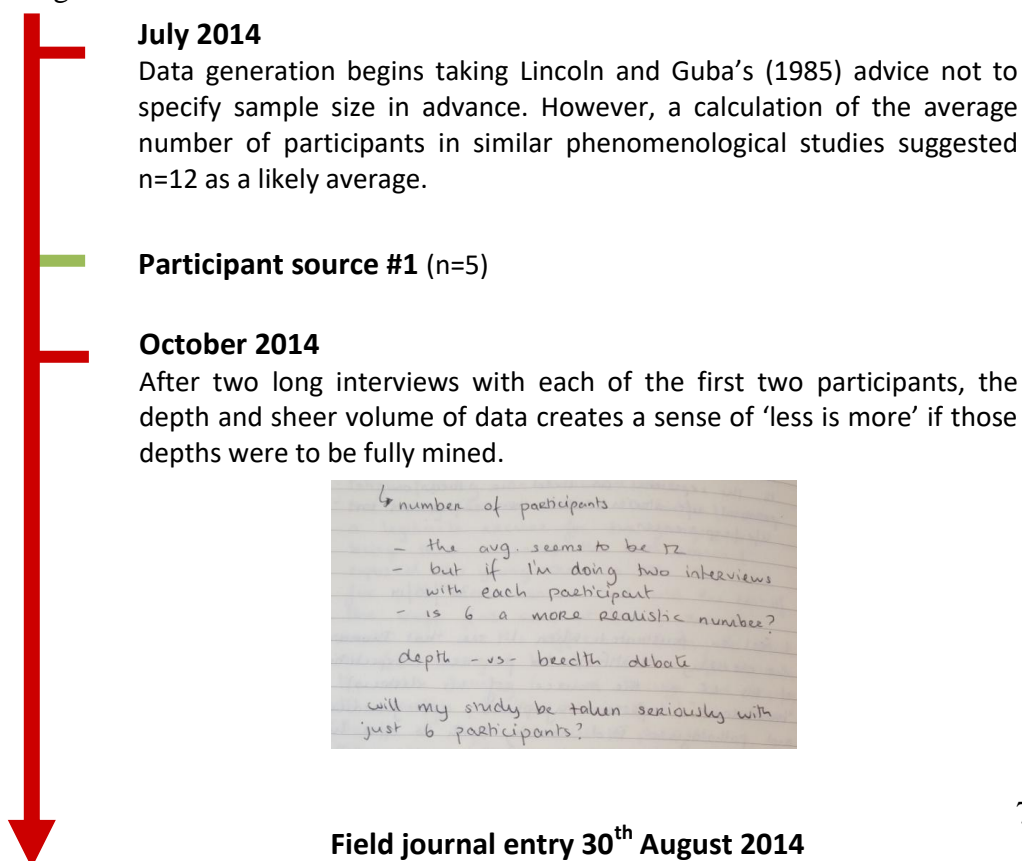 July 2014
Data generation begins taking Lincoln and Guba's (1985) advice not to
specify sample size in advance. However, a calculation of the average
number of participants in similar phenomenological studies suggested
n=12 as a likely average.
Participant source #1 (n=5)
October 2014
After two long interviews with each of the first two participants, the
depth and sheer volume of data creates a sense of 'less is more' if those
depths were to be fully mined.
↳ number of participants
- the avg. seems to be 12
- but if I'm doing two interviews
with each participant
- is 6 a more realistic number?
depth -vs- breadth debate
will my study be taken seriously with
just 6 participants?
Field journal entry 30th August 2014